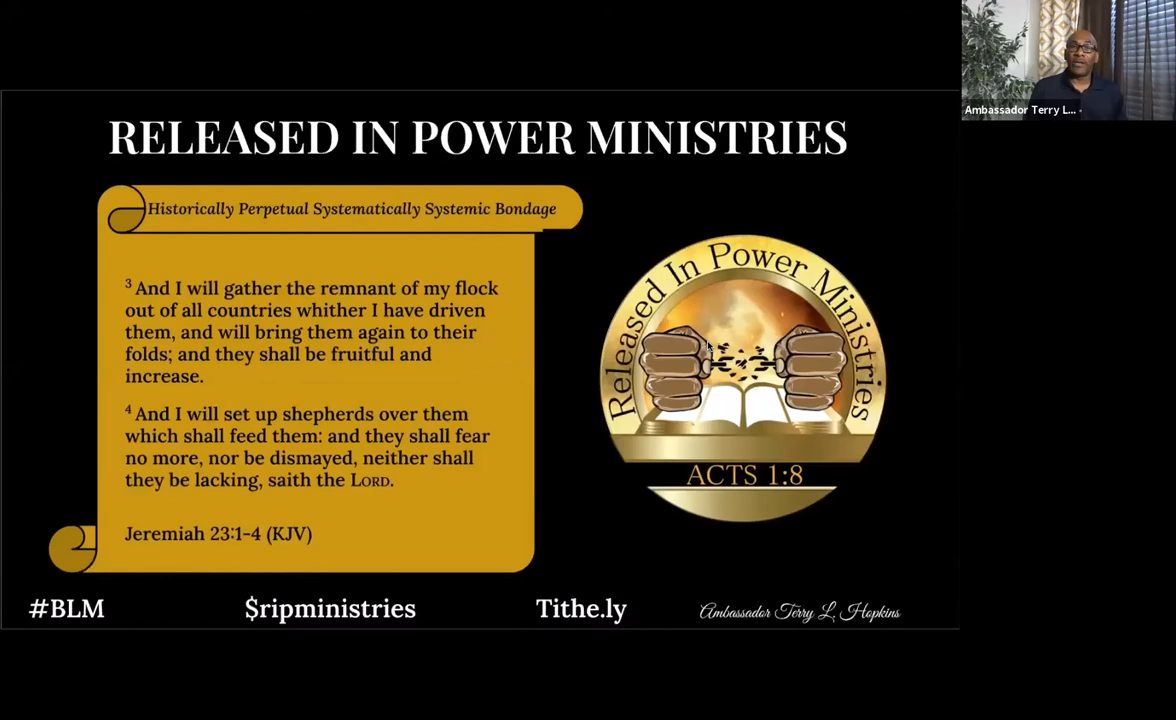 Ambassador Terry L...
RELEASED IN POWER MINISTRIES
Historically Perpetual Systematically Systemic Bondage
3 And I will gather the remnant of my flock
out of all countries whither I have driven
them, and will bring them again to their
folds; and they shall be fruitful and
increase.
4 And I will set up shepherds over them
which shall feed them: and they shall fear
no more, nor be dismayed, neither shall
they be lacking, saith the LORD.
Jeremiah 23:1-4 (KJV)
Released In Power Ministries
ACTS 1:8
#BLM
$ripministries
Tithe.ly
Ambassador Terry L. Hopkins